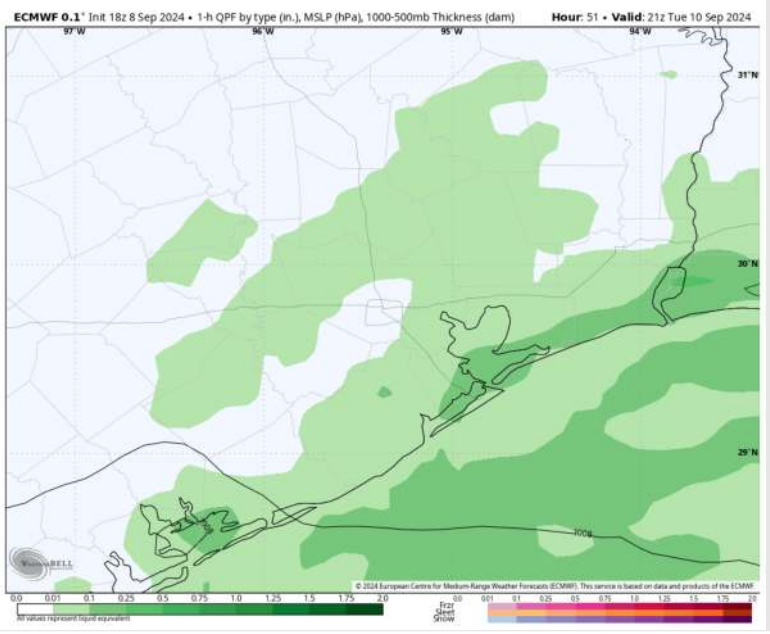 ECMWF 0.1° Init 18z 8 Sep 2024 • 1-h QPF by type (in.), MSLP (hPa), 1000-500mb Thickness (dam) Hour: 51 • Valid: 21z Tue 10 Sep 2024
97°W 96°W 95°W 94°W
31°N
30°N
29°N
1008
WeatherBELL
© 2024 European Centre for Medium-Range Weather Forecasts (ECMWF). This service is based on data and products of the ECMWF
0.0 0.01 0.1 0.25 0.5 0.75 1.0 1.25 1.5 1.75 2.0 0.0 0.01 0.1 0.25 0.5 0.75 1.0 1.25 1.5 1.75 2.0
All values represent liquid equivalent
Frzr
Sleet
Snow